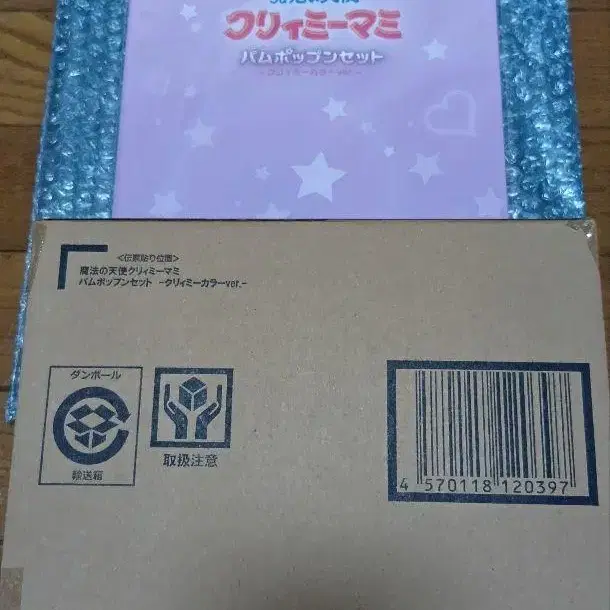 クリィミーマミ
パムポップンセット
<伝票貼り位置>
魔法の天使クリィミーマミ
パムポップンセット -クリィミーカラーver.-
ダンボール
輸送箱
取扱注意
4 570118 120397